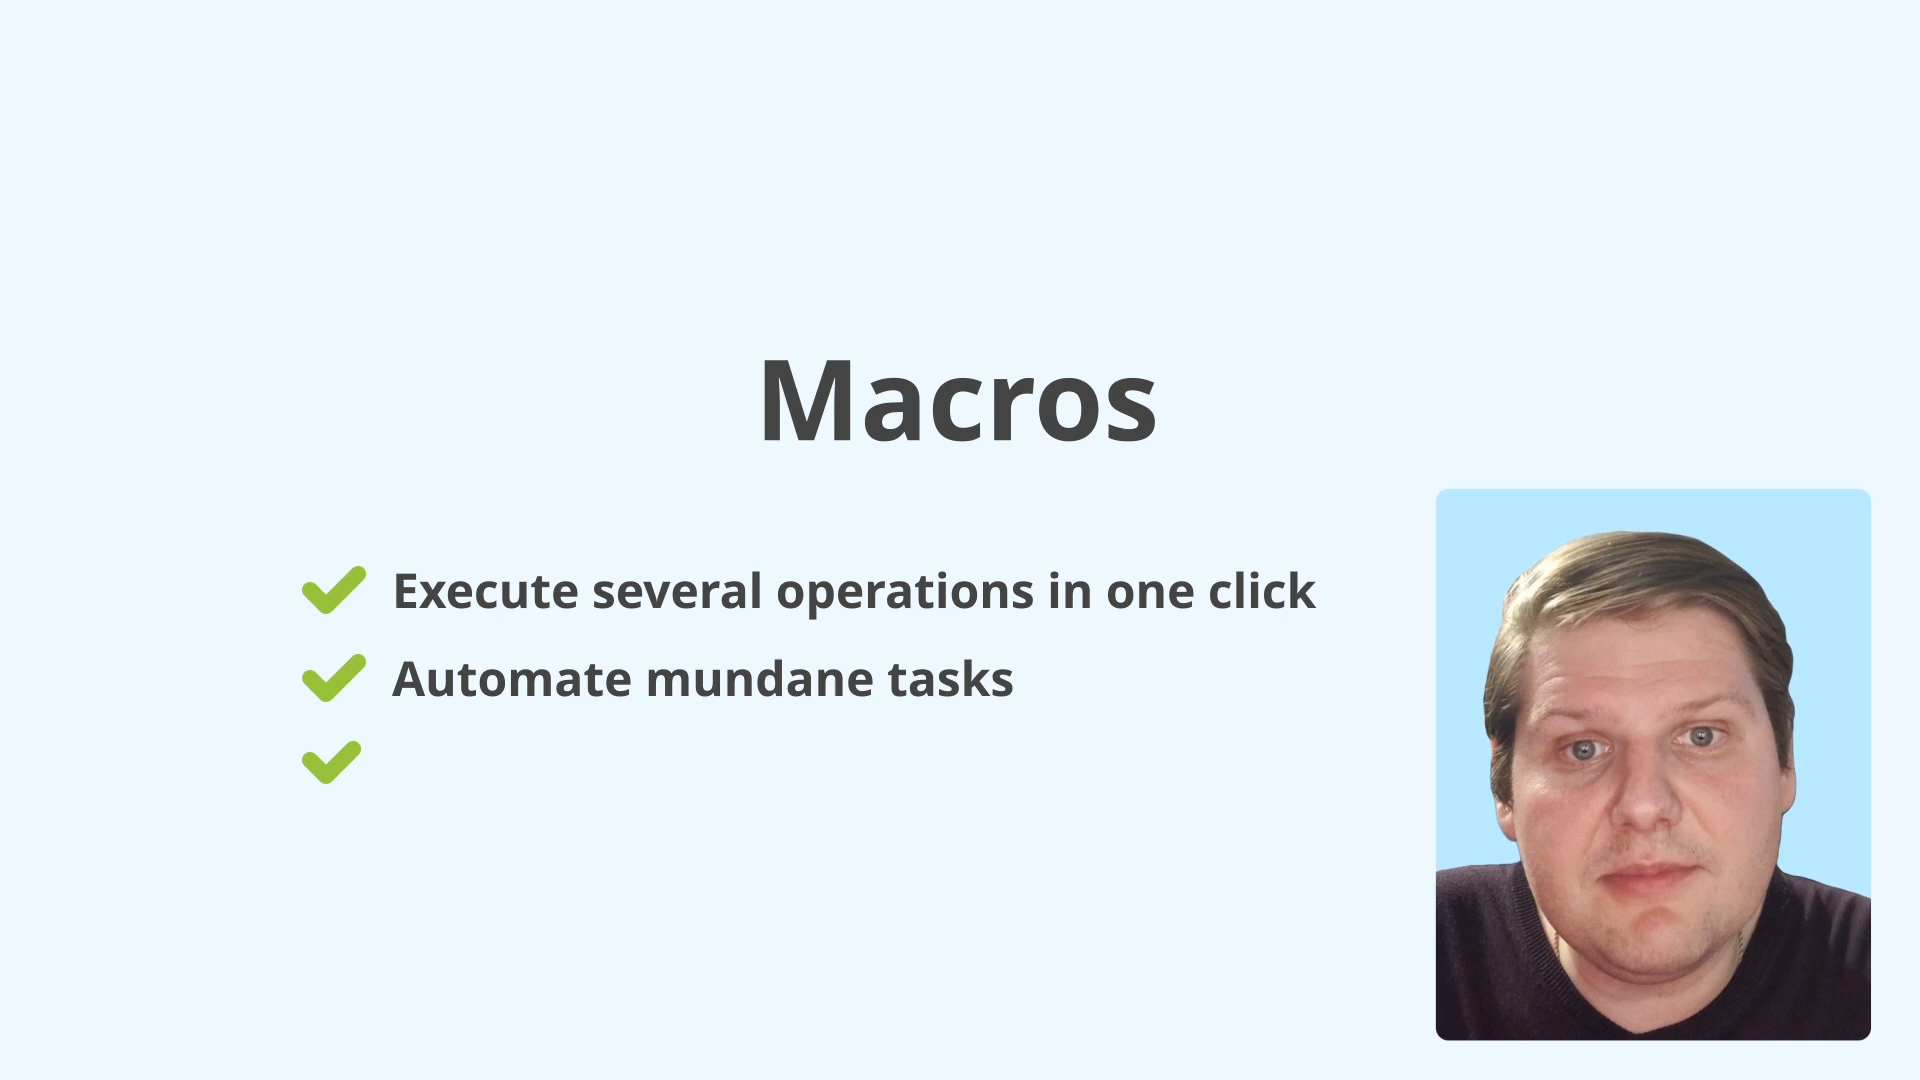 Macros
Execute several operations in one click
Automate mundane tasks